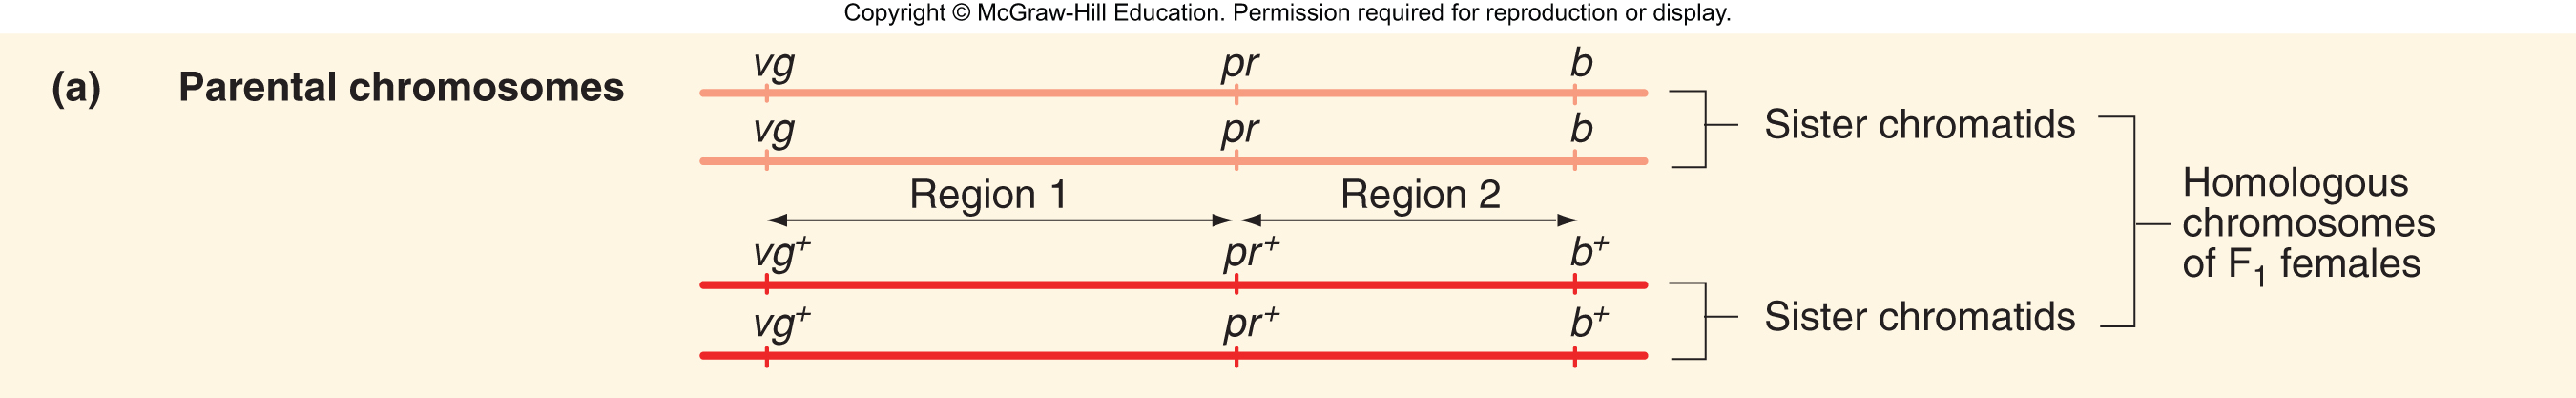 Copyright © McGraw-Hill Education. Permission required for reproduction or display.
(a) Parental chromosomes
vg pr b
vg pr b
Sister chromatids
Region 1 Region 2
vg+ pr+ b+
vg+ pr+ b+
Sister chromatids
Homologous
chromosomes
of F1 females